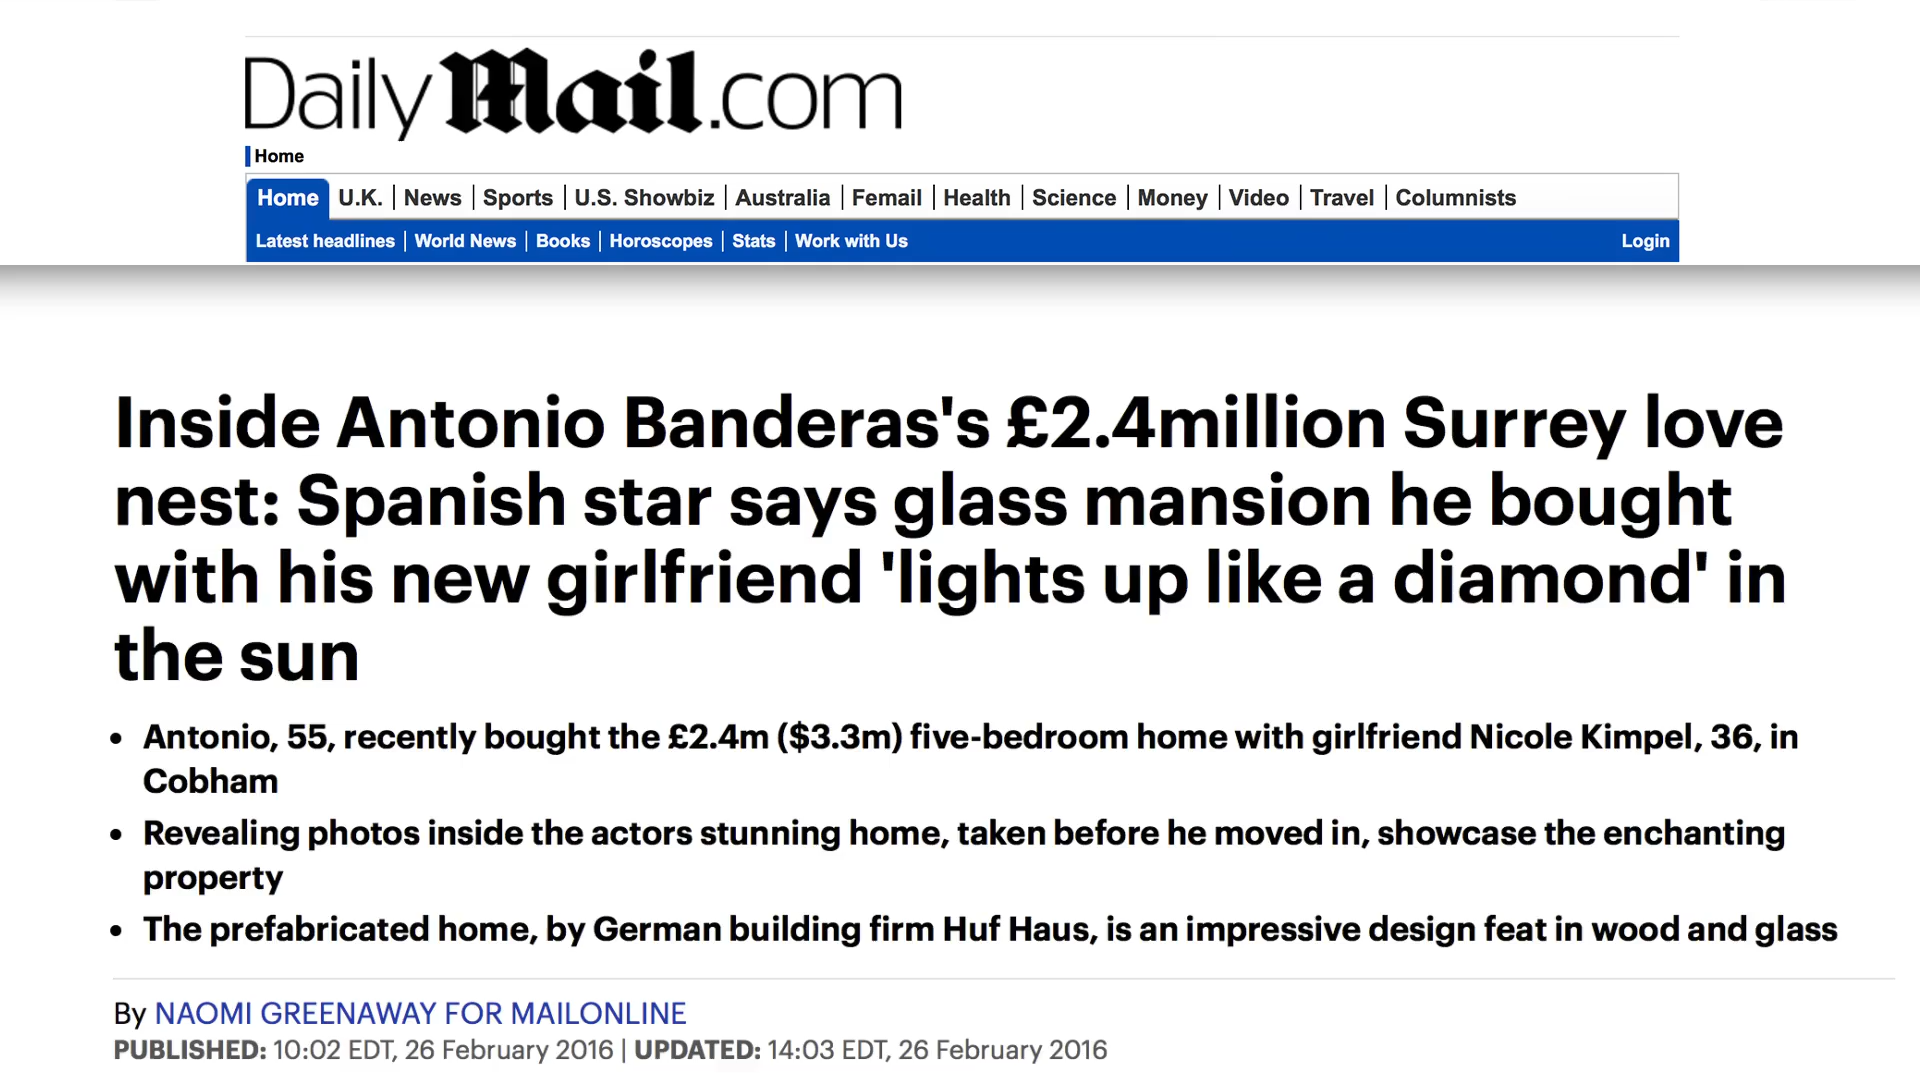 DailyMail.com
Home
Home U.K. News Sports U.S. Showbiz Australia Femail Health Science Money Video Travel Columnists
Latest headlines World News Books Horoscopes Stats Work with Us Login
Inside Antonio Banderas's £2.4million Surrey love
nest: Spanish star says glass mansion he bought
with his new girlfriend 'lights up like a diamond' in
the sun
• Antonio, 55, recently bought the £2.4m ($3.3m) five-bedroom home with girlfriend Nicole Kimpel, 36, in
Cobham
• Revealing photos inside the actors stunning home, taken before he moved in, showcase the enchanting
property
• The prefabricated home, by German building firm Huf Haus, is an impressive design feat in wood and glass
By NAOMI GREENAWAY FOR MAILONLINE
PUBLISHED: 10:02 EDT, 26 February 2016 | UPDATED: 14:03 EDT, 26 February 2016